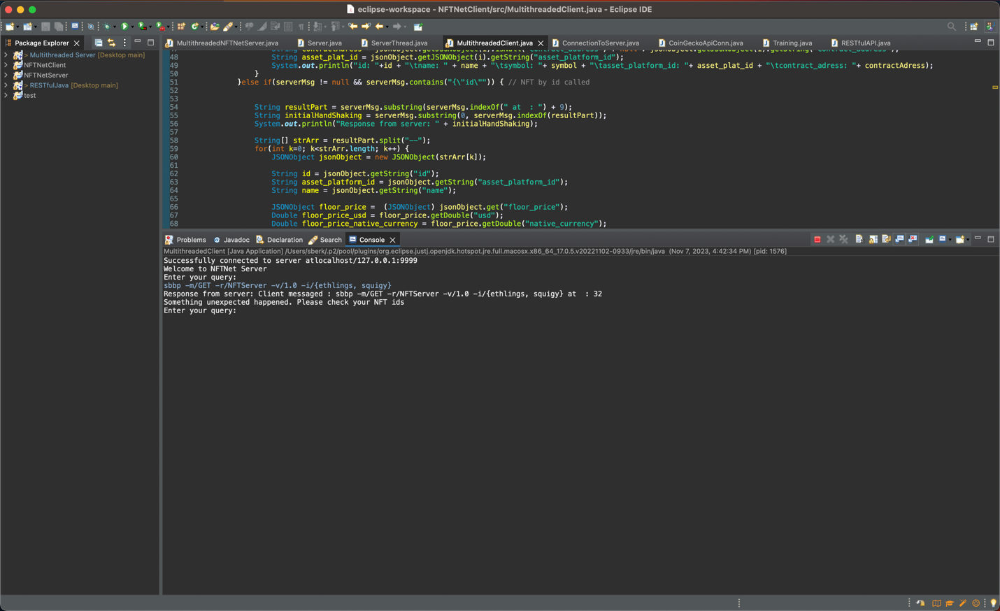 eclipse-workspace - NFTNetClient/src/MultithreadedClient.java - Eclipse IDE
Package Explorer
MultithreadedNFTNetServer.java
Server.java
ServerThread.java
MultithreadedClient.java
ConnectionToServer.java
CoinGeckoApiConn.java
Training.java
RESTfulAPI.java
> Multithreaded Server [Desktop main]
NFTNetClient
NFTNetServer
> RESTfulJava [Desktop main]
test
48 String asset_plat_id = jsonObject.getJSONObject(i).getString("asset_platform_id");
49 System.out.println("id: "+id + "\tname: " + name + "\tsymbol: "+ symbol + "\tasset_platform_id: "+ asset_plat_id + "\tcontract_adress: "+ contractAdress);
50 }
51 }else if(serverMsg != null && serverMsg.contains("{\"id\"")) { // NFT by id called
52
53
54 String resultPart = serverMsg.substring(serverMsg.indexOf(" at  : ") + 9);
55 String initialHandShaking = serverMsg.substring(0, serverMsg.indexOf(resultPart));
56 System.out.println("Response from server: " + initialHandShaking);
57
58 String[] strArr = resultPart.split("--");
59 for(int k=0; k<strArr.length; k++) {
60 JSONObject jsonObject = new JSONObject(strArr[k]);
61
62 String id = jsonObject.getString("id");
63 String asset_platform_id = jsonObject.getString("asset_platform_id");
64 String name = jsonObject.getString("name");
65
66 JSONObject floor_price =  (JSONObject) jsonObject.get("floor_price");
67 Double floor_price_usd = floor_price.getDouble("usd");
68 Double floor_price_native_currency = floor_price.getDouble("native_currency");
Problems
Javadoc
Declaration
Search
Console
MultithreadedClient [Java Application] /Users/sberk/.p2/pool/plugins/org.eclipse.justj.openjdk.hotspot.jre.full.macosx.x86_64_17.0.5.v20221102-0933/jre/bin/java  (Nov 7, 2023, 4:42:34 PM) [pid: 1576]
Successfully connected to server atlocalhost/127.0.0.1:9999
Welcome to NFTNet Server
Enter your query:
sbbp -m/GET -r/NFTServer -v/1.0 -i/{ethlings, squigy}
Response from server: Client messaged : sbbp -m/GET -r/NFTServer -v/1.0 -i/{ethlings, squigy} at  : 32
Something unexpected happened. Please check your NFT ids
Enter your query: